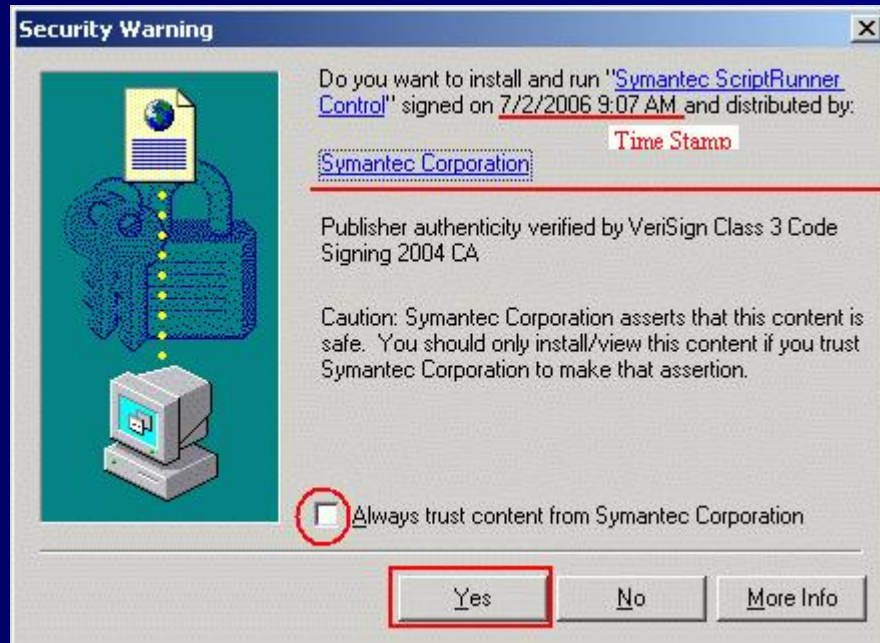 Security Warning
Do you want to install and run "Symantec ScriptRunner
Control" signed on 7/2/2006 9:07 AM and distributed by:
Time Stamp
Symantec Corporation
Publisher authenticity verified by VeriSign Class 3 Code
Signing 2004 CA
Caution: Symantec Corporation asserts that this content is
safe. You should only install/view this content if you trust
Symantec Corporation to make that assertion.
Always trust content from Symantec Corporation
Yes No More Info